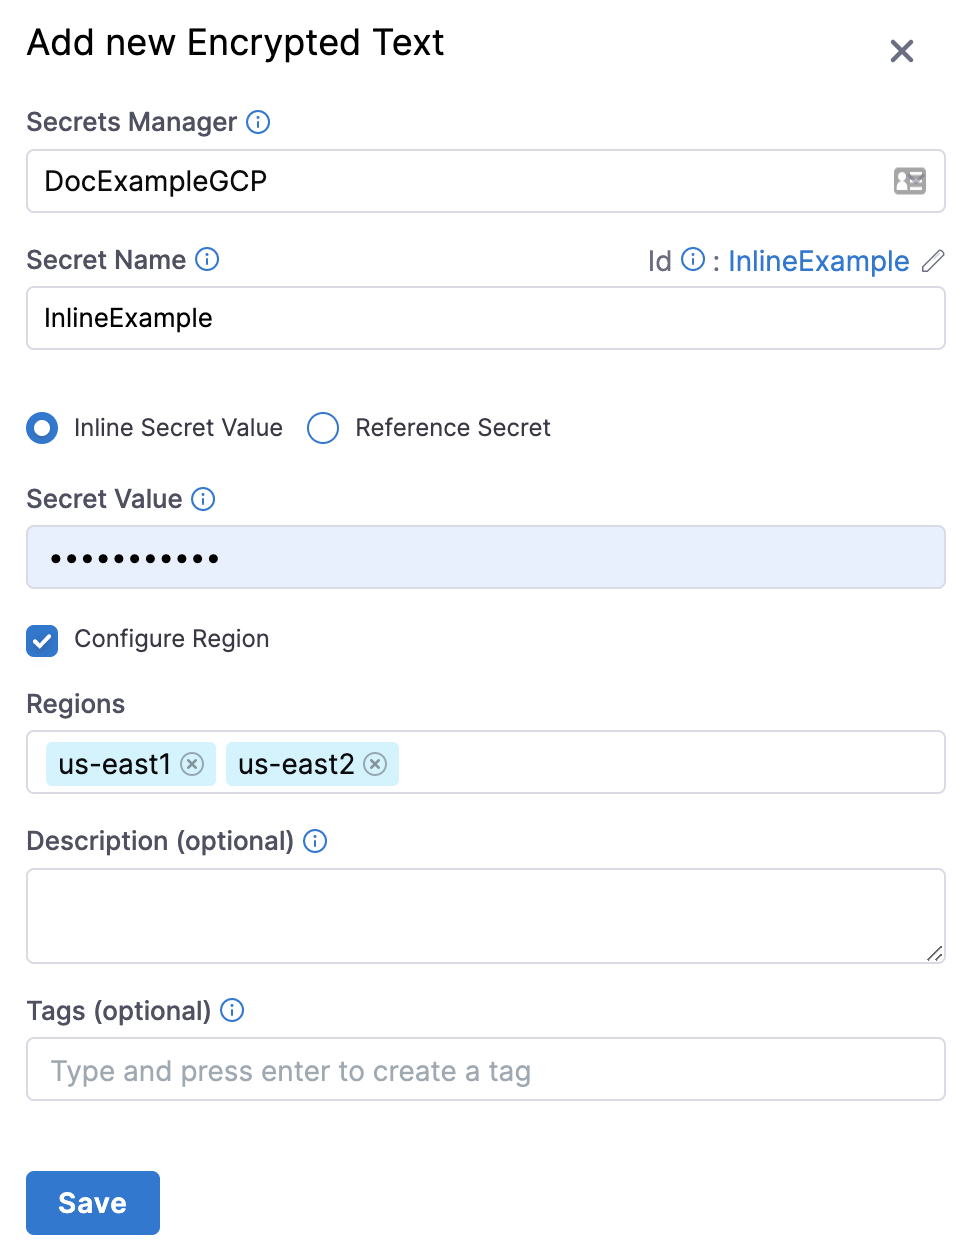 Add new Encrypted Text
Secrets Manager
DocExampleGCP
Secret Name Id : InlineExample
InlineExample
Inline Secret Value Reference Secret
Secret Value
•••••••••••
Configure Region
Regions
us-east1 us-east2
Description (optional)
Tags (optional)
Type and press enter to create a tag
Save